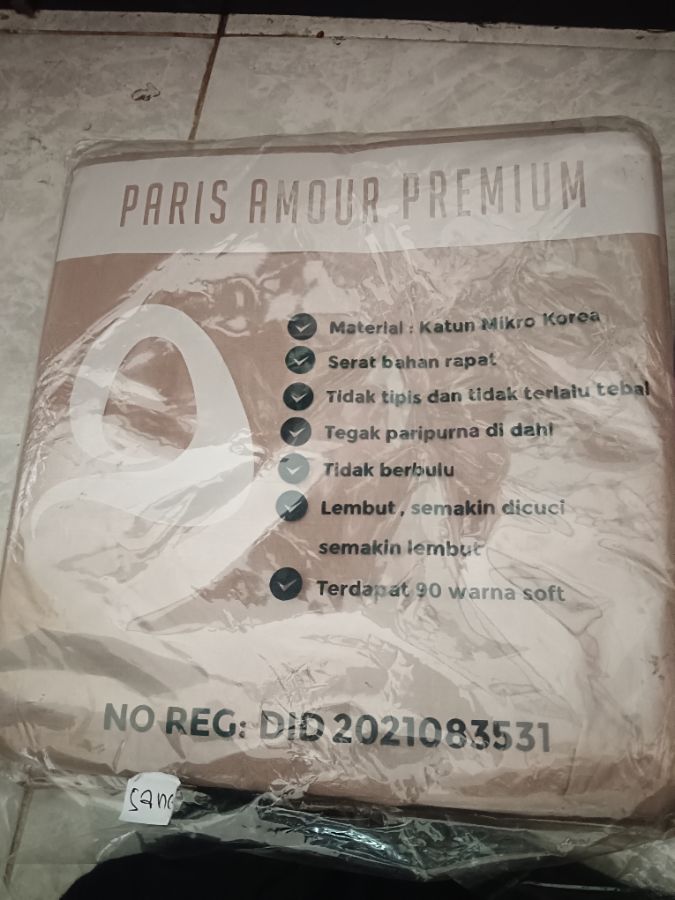 PARIS AMOUR PREMIUM
Material : Katun Mikro Korea
Serat bahan rapat
Tidak tipis dan tidak terlalu tebal
Tegak paripurna di dahi
Tidak berbulu
Lembut , semakin dicuci
semakin lembut
Terdapat 90 warna soft
NO REG: DID 2021083531